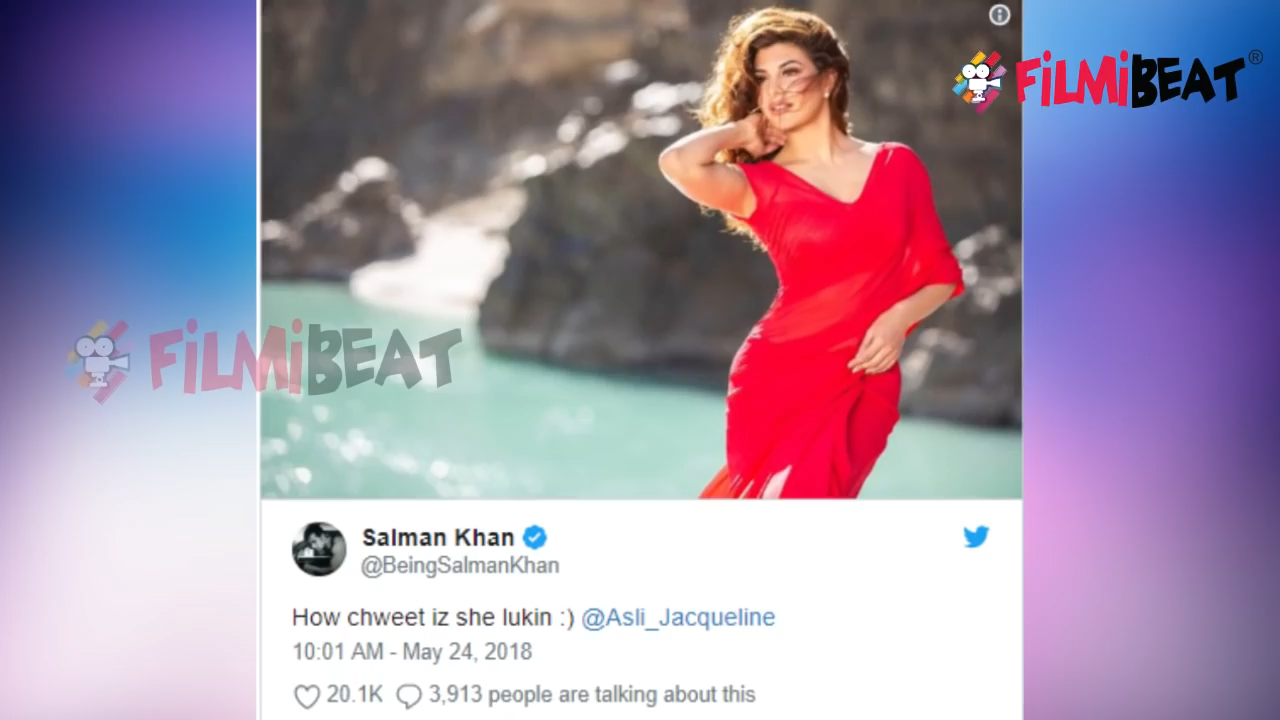 FiLMiBEAT®
FiLMiBEAT
Salman Khan
@BeingSalmanKhan
How chweet iz she lukin :) @Asli_Jacqueline
10:01 AM - May 24, 2018
20.1K 3,913 people are talking about this